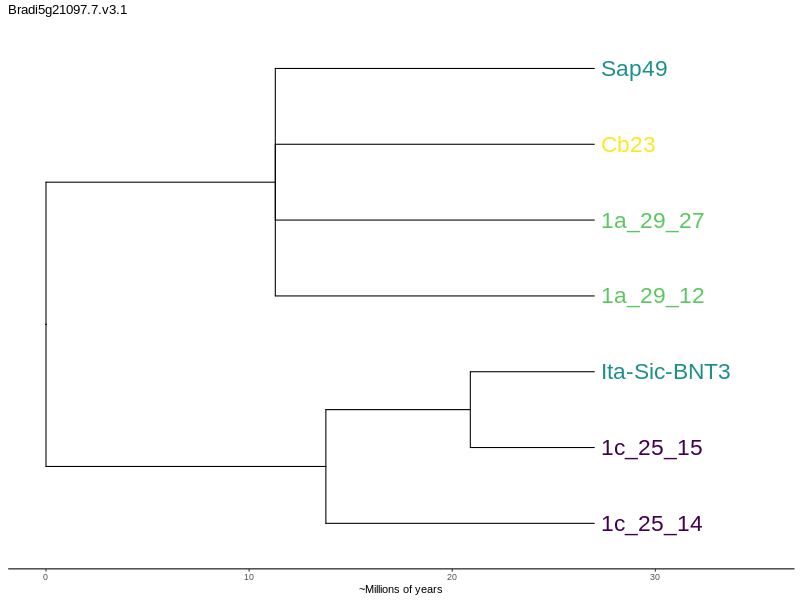 Bradi5g21097.7.v3.1
Sap49
Cb23
1a_29_27
1a_29_12
Ita-Sic-BNT3
1c_25_15
1c_25_14
0 10 20 30
~Millions of years